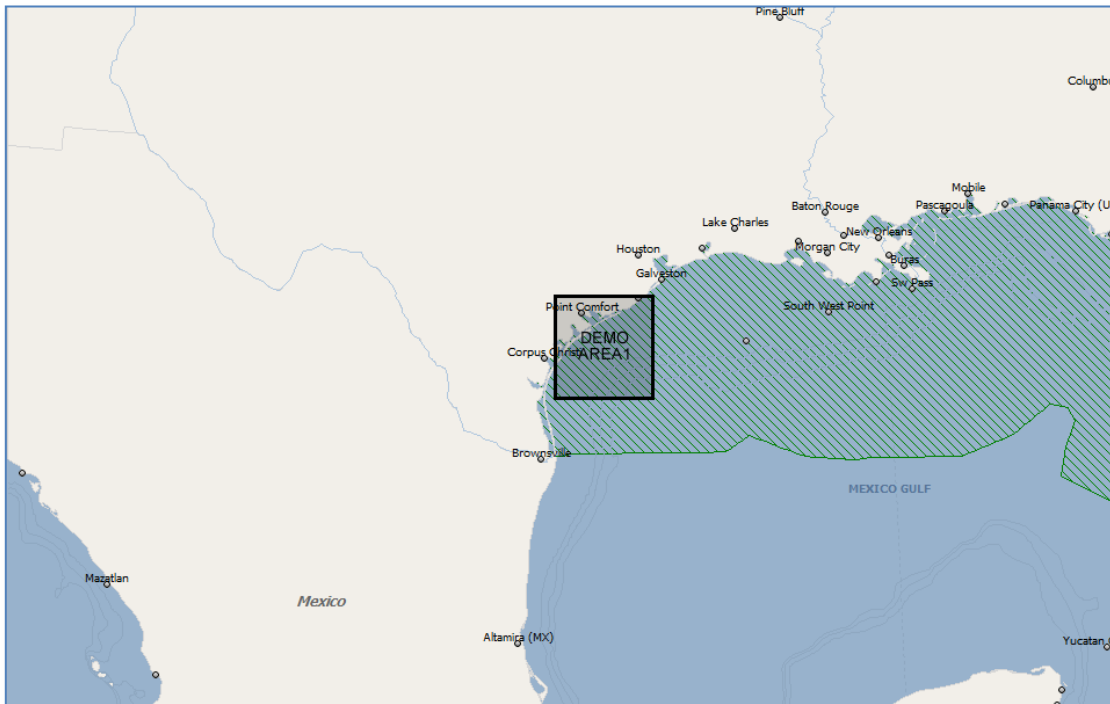 Pine Bluff
Columbu
Mobile
Baton Rouge
Pascagoula
Panama City (U
Lake Charles
New Orleans
Houston
Morgan City
Buras
Galveston
Sw Pass
Point Comfort
South West Point
DEMO
AREA1
Corpus Christ
Brownsville
MEXICO GULF
Mazatlan
Mexico
Altamira (MX)
Yucatan